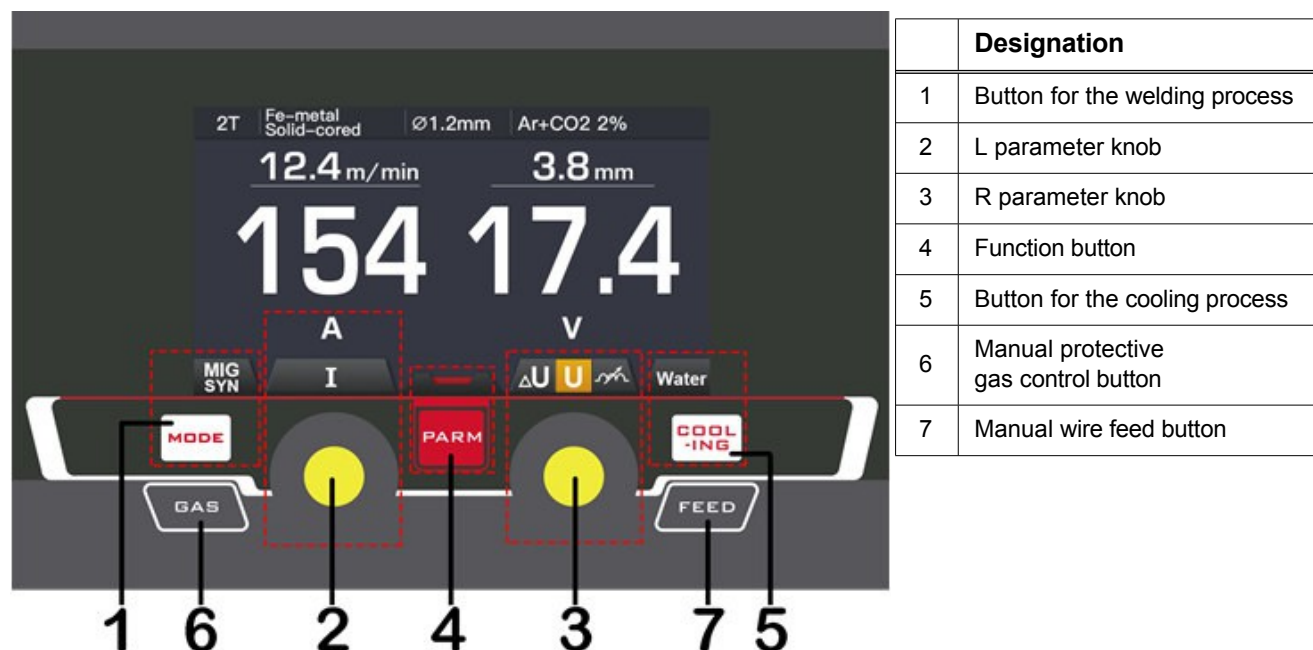 2T Fe-metal Solid-cored Ø1.2mm Ar+CO2 2%
12.4 m/min 3.8 mm
154 17.4
A V
MIG SYN I △U U Water
MODE PARM COOL -ING
GAS FEED
1 6 2 4 3 7 5
Designation
1 Button for the welding process
2 L parameter knob
3 R parameter knob
4 Function button
5 Button for the cooling process
6 Manual protective
gas control button
7 Manual wire feed button